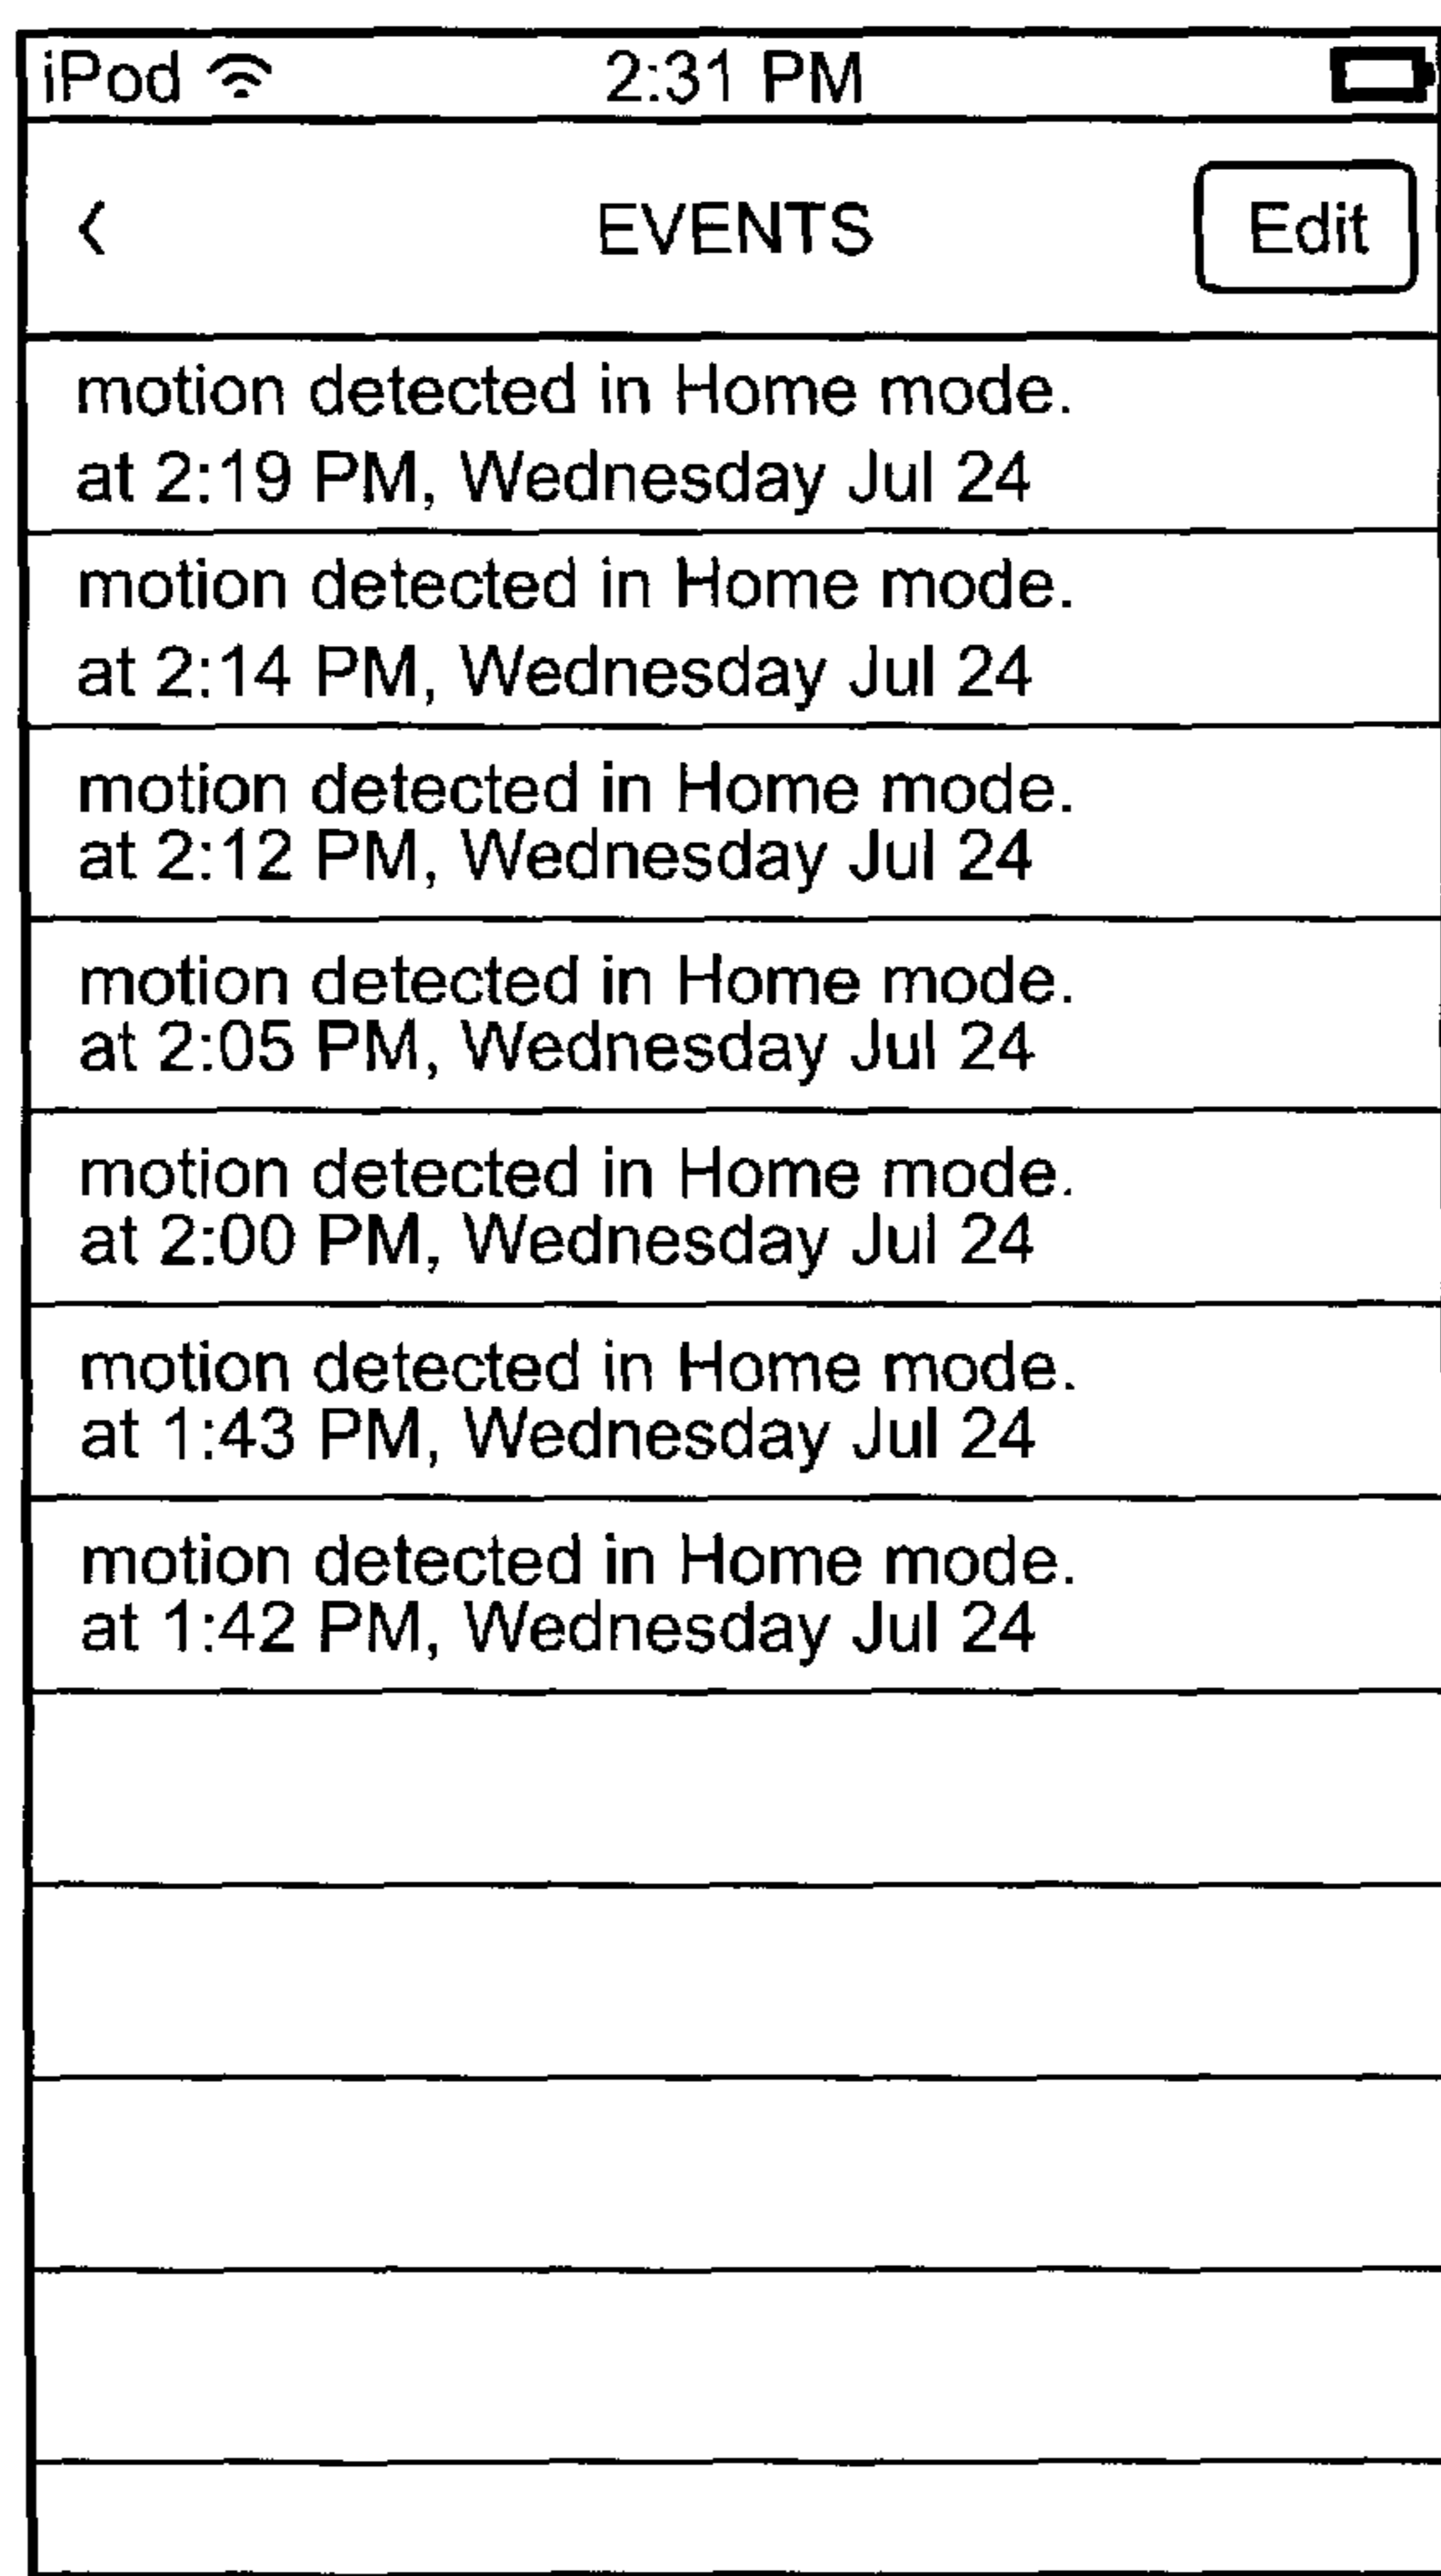 iPod 2:31 PM
< EVENTS Edit
motion detected in Home mode.
at 2:19 PM, Wednesday Jul 24
motion detected in Home mode.
at 2:14 PM, Wednesday Jul 24
motion detected in Home mode.
at 2:12 PM, Wednesday Jul 24
motion detected in Home mode.
at 2:05 PM, Wednesday Jul 24
motion detected in Home mode.
at 2:00 PM, Wednesday Jul 24
motion detected in Home mode.
at 1:43 PM, Wednesday Jul 24
motion detected in Home mode.
at 1:42 PM, Wednesday Jul 24